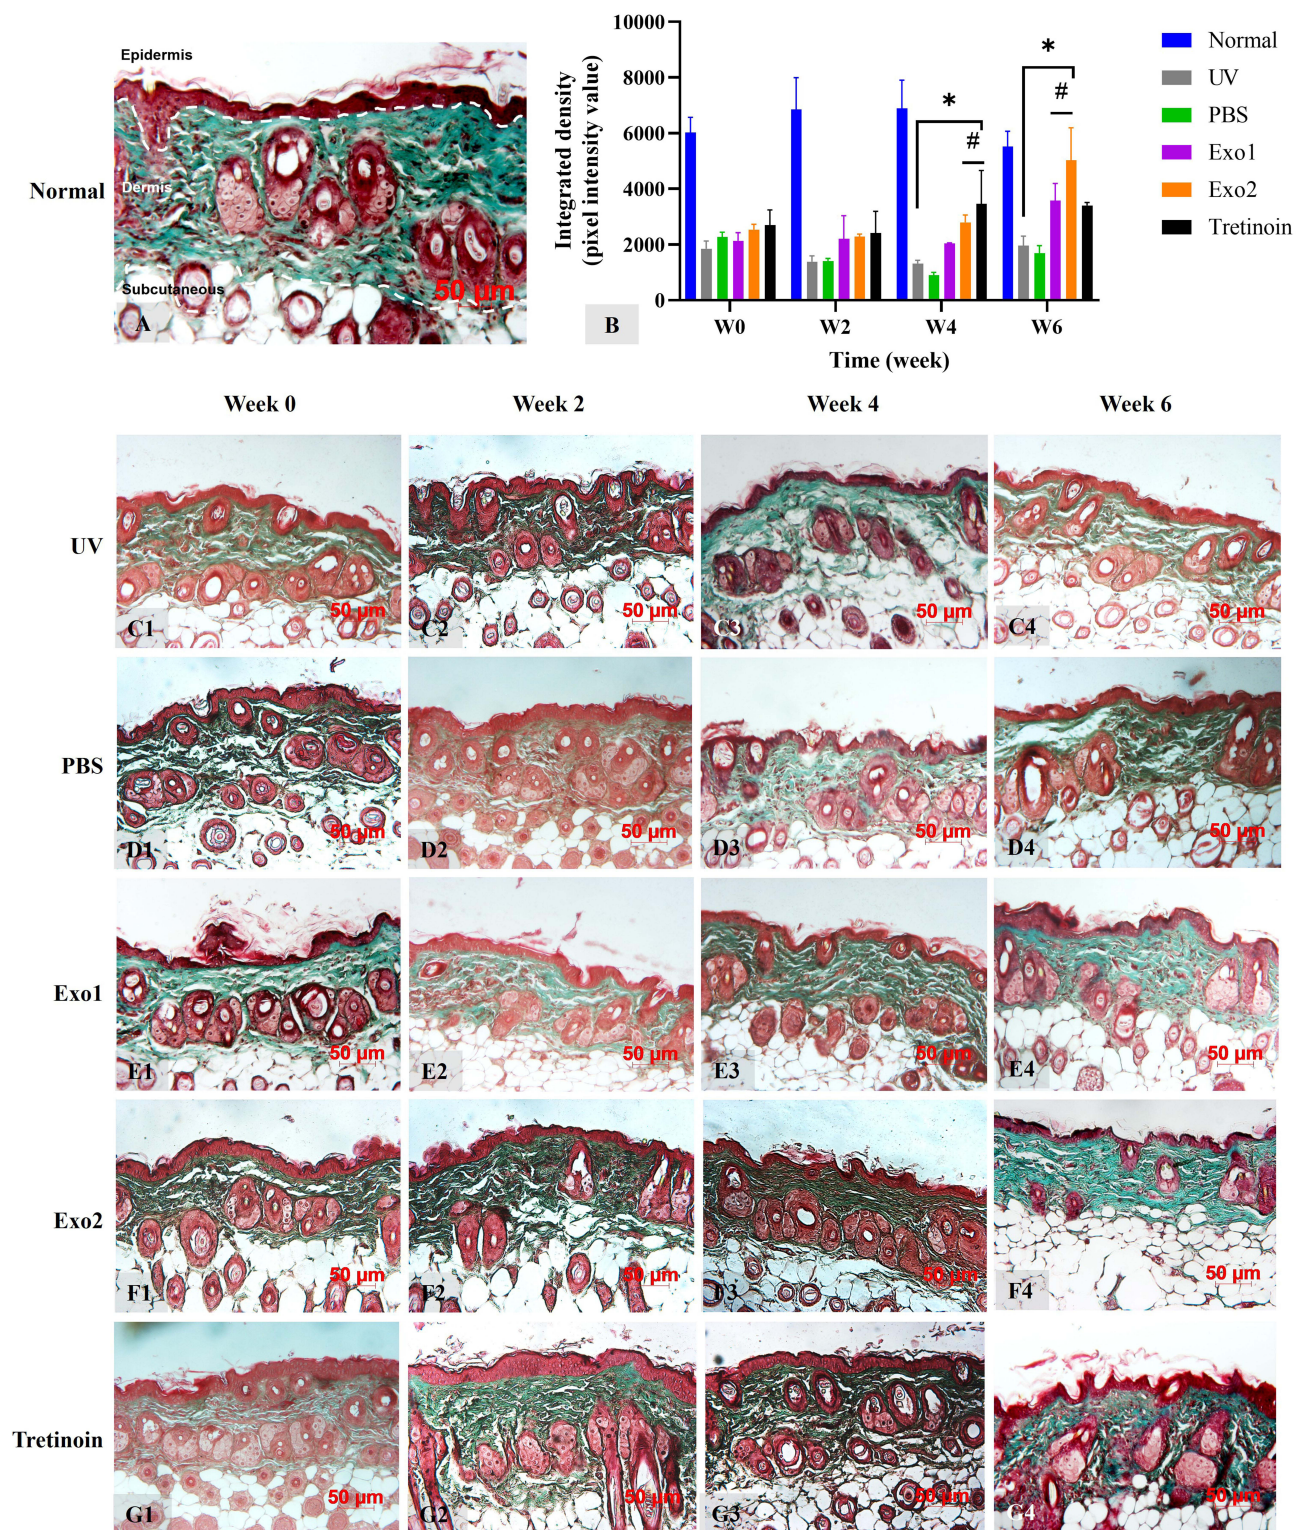 Epidermis
Normal
Dermis
Subcutaneous
50 µm
A
Integrated density
(pixel intensity value)
10000
8000
6000
4000
2000
0
*
#
*
#
W0
W2
W4
W6
Time (week)
B
Normal
UV
PBS
Exo1
Exo2
Tretinoin
Week 0
Week 2
Week 4
Week 6
UV
50 µm
C1
50 µm
C2
50 µm
C3
50 µm
C4
PBS
50 µm
D1
50 µm
D2
50 µm
D3
50 µm
D4
Exo1
50 µm
E1
50 µm
E2
50 µm
E3
50 µm
E4
Exo2
50 µm
F1
50 µm
F2
50 µm
F3
50 µm
F4
Tretinoin
50 µm
G1
50 µm
G2
50 µm
G3
50 µm
G4